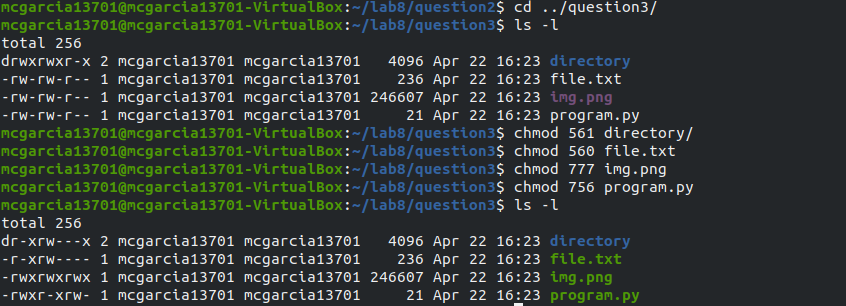 mcgarcia13701@mcgarcia13701-VirtualBox:~/lab8/question2$ cd ../question3/
mcgarcia13701@mcgarcia13701-VirtualBox:~/lab8/question3$ ls -l
total 256
drwxrwxr-x 2 mcgarcia13701 mcgarcia13701   4096 Apr 22 16:23 directory
-rw-rw-r-- 1 mcgarcia13701 mcgarcia13701    236 Apr 22 16:23 file.txt
-rw-rw-r-- 1 mcgarcia13701 mcgarcia13701 246607 Apr 22 16:23 img.png
-rw-rw-r-- 1 mcgarcia13701 mcgarcia13701     21 Apr 22 16:23 program.py
mcgarcia13701@mcgarcia13701-VirtualBox:~/lab8/question3$ chmod 561 directory/
mcgarcia13701@mcgarcia13701-VirtualBox:~/lab8/question3$ chmod 560 file.txt
mcgarcia13701@mcgarcia13701-VirtualBox:~/lab8/question3$ chmod 777 img.png
mcgarcia13701@mcgarcia13701-VirtualBox:~/lab8/question3$ chmod 756 program.py
mcgarcia13701@mcgarcia13701-VirtualBox:~/lab8/question3$ ls -l
total 256
dr-xrw---x 2 mcgarcia13701 mcgarcia13701   4096 Apr 22 16:23 directory
-r-xrw---- 1 mcgarcia13701 mcgarcia13701    236 Apr 22 16:23 file.txt
-rwxrwxrwx 1 mcgarcia13701 mcgarcia13701 246607 Apr 22 16:23 img.png
-rwxr-xrw- 1 mcgarcia13701 mcgarcia13701     21 Apr 22 16:23 program.py